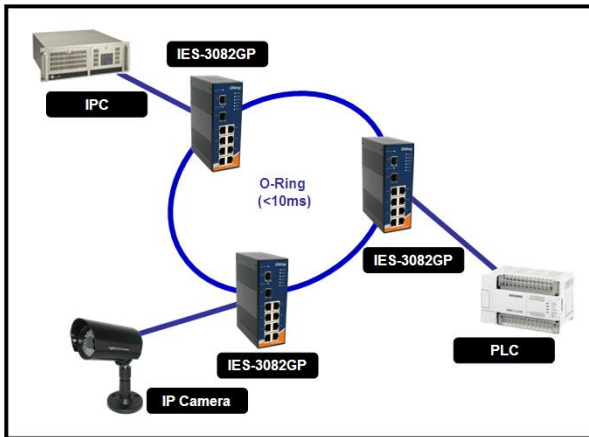 IES-3082GP
IPC
O-Ring
(<10ms)
IES-3082GP
IES-3082GP
PLC
IP Camera